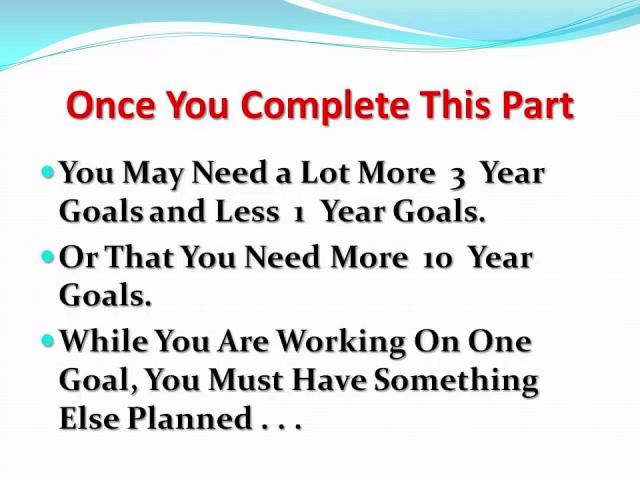 Once You Complete This Part
You May Need a Lot More 3 Year
Goals and Less 1 Year Goals.
Or That You Need More 10 Year
Goals.
While You Are Working On One
Goal, You Must Have Something
Else Planned . . .